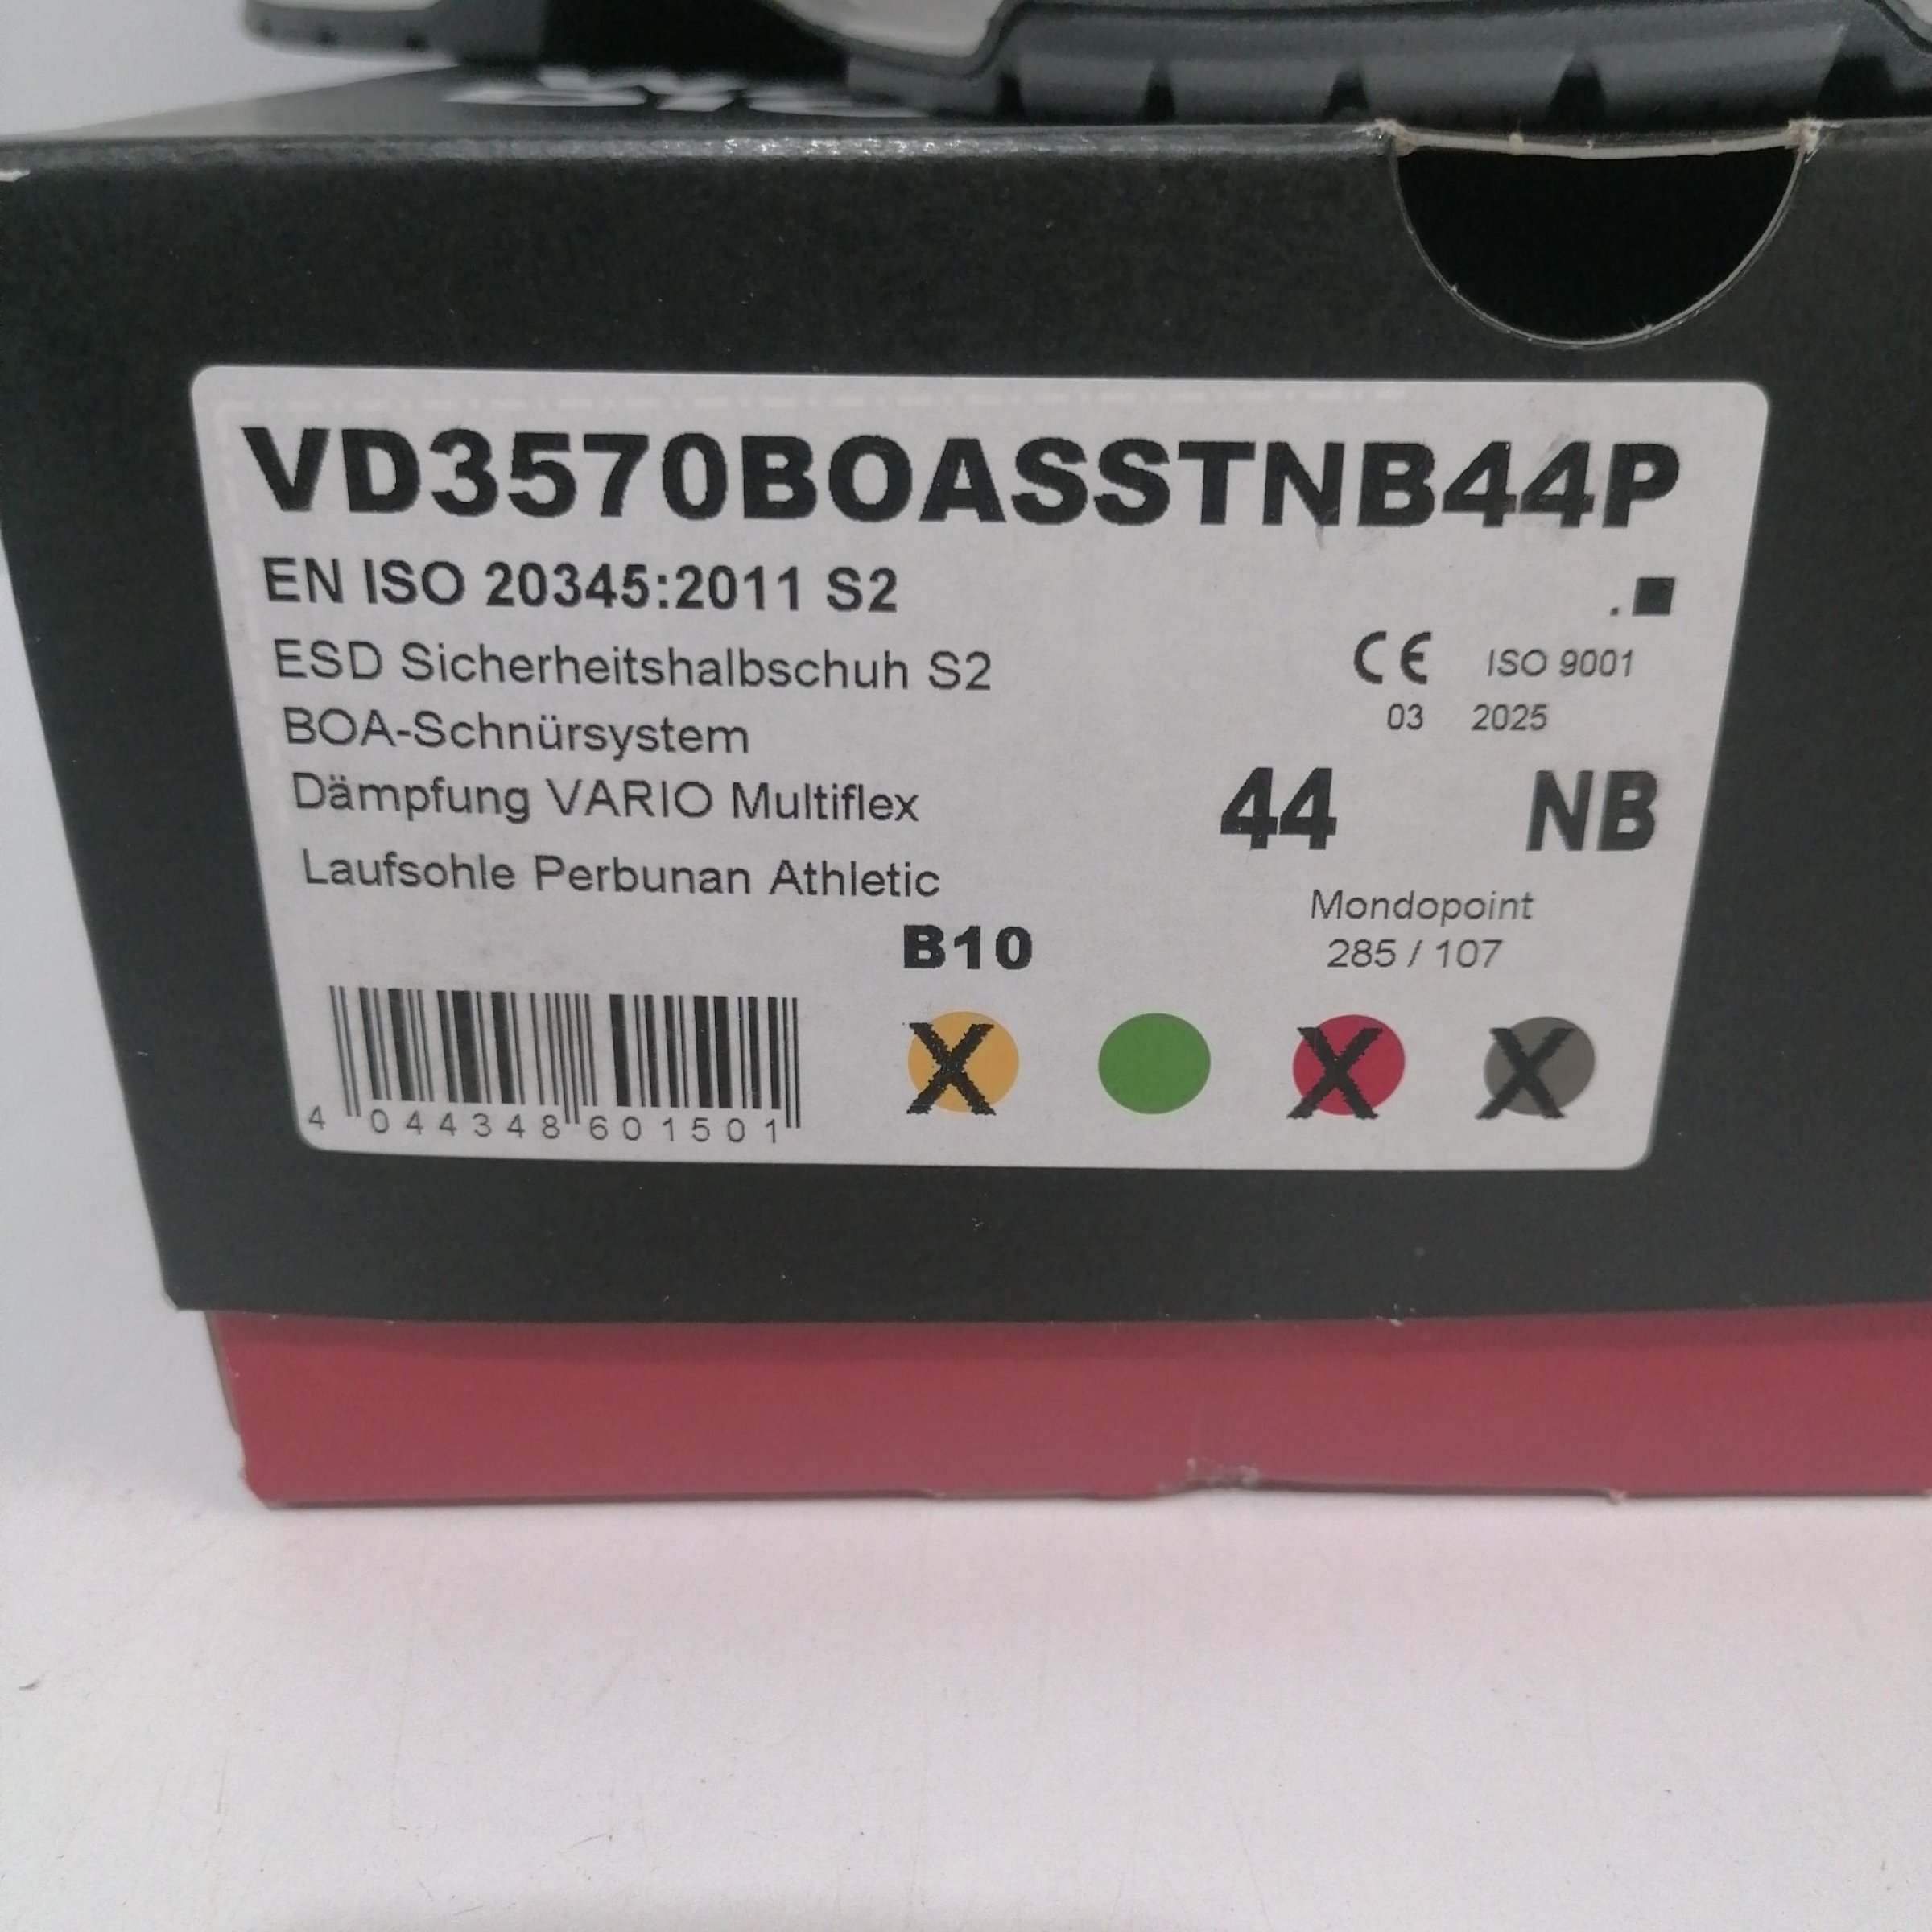 VD3570BOASSTNB44P
EN ISO 20345:2011 S2
ESD Sicherheitshalbschuh S2
CE ISO 9001
03 2025
BOA-Schnürsystem
Dämpfung VARIO Multiflex
44 NB
Laufsohle Perbunan Athletic
Mondopoint
285 / 107
B10
X X X
4 044348 601501